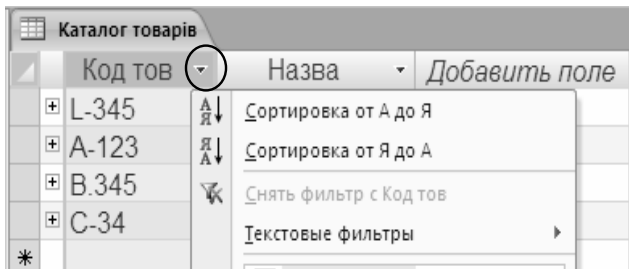 Каталог товарів
Код тов Назва Добавить поле
L-345
A-123
B.345
C-34
Сортировка от А до Я
Сортировка от Я до А
Снять фильтр с Код тов
Текстовые фильтры